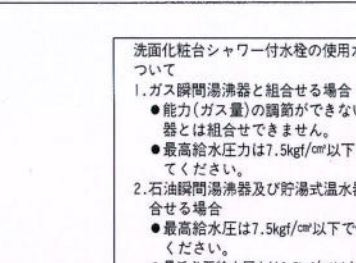 洗面化粧台シャワー付水栓の使用
ついて
1.ガス瞬間湯沸器と組合せる場合
●能力(ガス量)の調節ができない
器とは組合せできません。
●最高給水圧力は7.5kgf/cm²以下
てください。
2.石油瞬間湯沸器及び貯湯式温水器
合せる場合
●最高給水圧は7.5kgf/cm²以下で
ください。